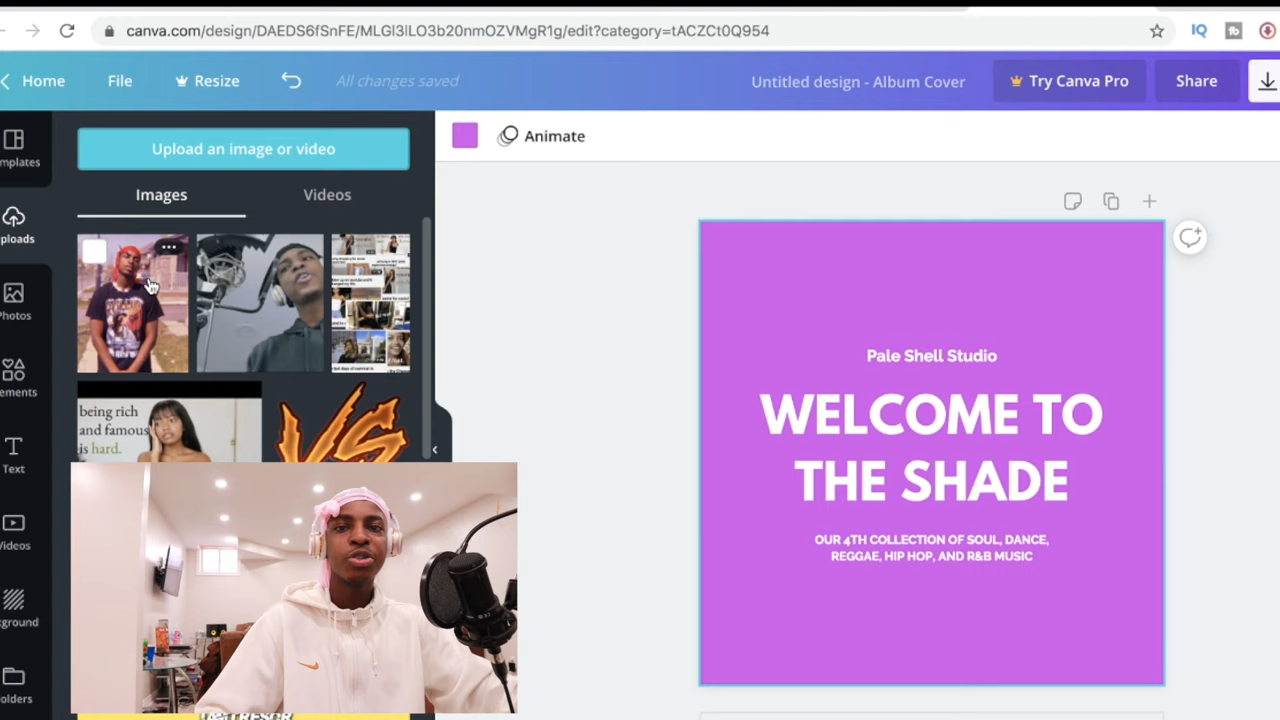 canva.com/design/DAEDS6fSnFE/MLGI3lLO3b20nmOZVMgR1g/edit?category=tACZCt0Q954
IQ
Home
File
Resize
All changes saved
Untitled design - Album Cover
Try Canva Pro
Share
mplates
ploads
Photos
ements
Text
Videos
kground
olders
Upload an image or video
Images
Videos
being rich
and famous
is hard.
VS
Animate
Pale Shell Studio
WELCOME TO
THE SHADE
OUR 4TH COLLECTION OF SOUL, DANCE,
REGGAE, HIP HOP, AND R&B MUSIC